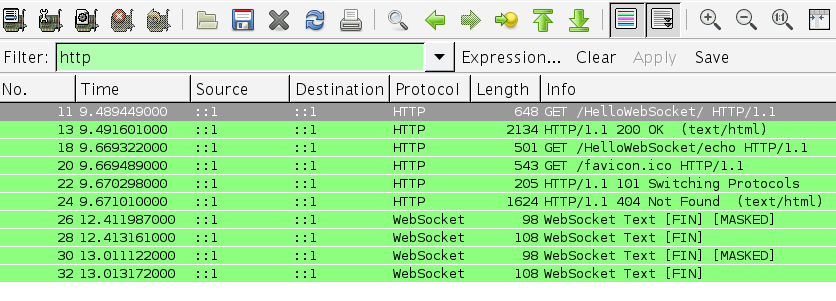 Filter: http Expression... Clear Apply Save
No. Time Source Destination Protocol Length Info
11 9.489449000 ::1 ::1 HTTP 648 GET /HelloWebSocket/ HTTP/1.1
13 9.491601000 ::1 ::1 HTTP 2134 HTTP/1.1 200 OK (text/html)
18 9.669322000 ::1 ::1 HTTP 501 GET /HelloWebSocket/echo HTTP/1.1
20 9.669489000 ::1 ::1 HTTP 543 GET /favicon.ico HTTP/1.1
22 9.670298000 ::1 ::1 HTTP 205 HTTP/1.1 101 Switching Protocols
24 9.671010000 ::1 ::1 HTTP 1624 HTTP/1.1 404 Not Found (text/html)
26 12.411987000 ::1 ::1 WebSocket 98 WebSocket Text [FIN] [MASKED]
28 12.413161000 ::1 ::1 WebSocket 108 WebSocket Text [FIN]
30 13.011122000 ::1 ::1 WebSocket 98 WebSocket Text [FIN] [MASKED]
32 13.013172000 ::1 ::1 WebSocket 108 WebSocket Text [FIN]